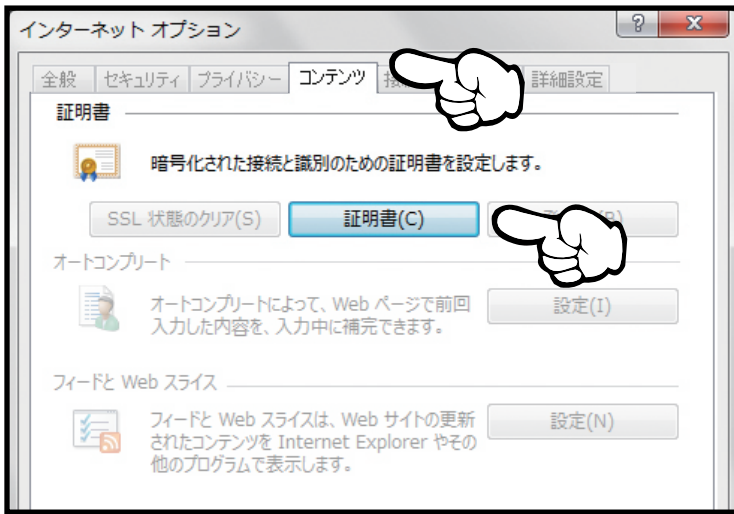 インターネット オプション
全般 セキュリティ プライバシー コンテンツ 詳細設定
証明書
暗号化された接続と識別のための証明書を設定します。
SSL 状態のクリア(S) 証明書(C)
オートコンプリート
オートコンプリートによって、Web ページで前回
入力した内容を、入力中に補完できます。
設定(I)
フィードと Web スライス
フィードと Web スライスは、Web サイトの更新
されたコンテンツを Internet Explorer やその
他のプログラムで表示します。
設定(N)